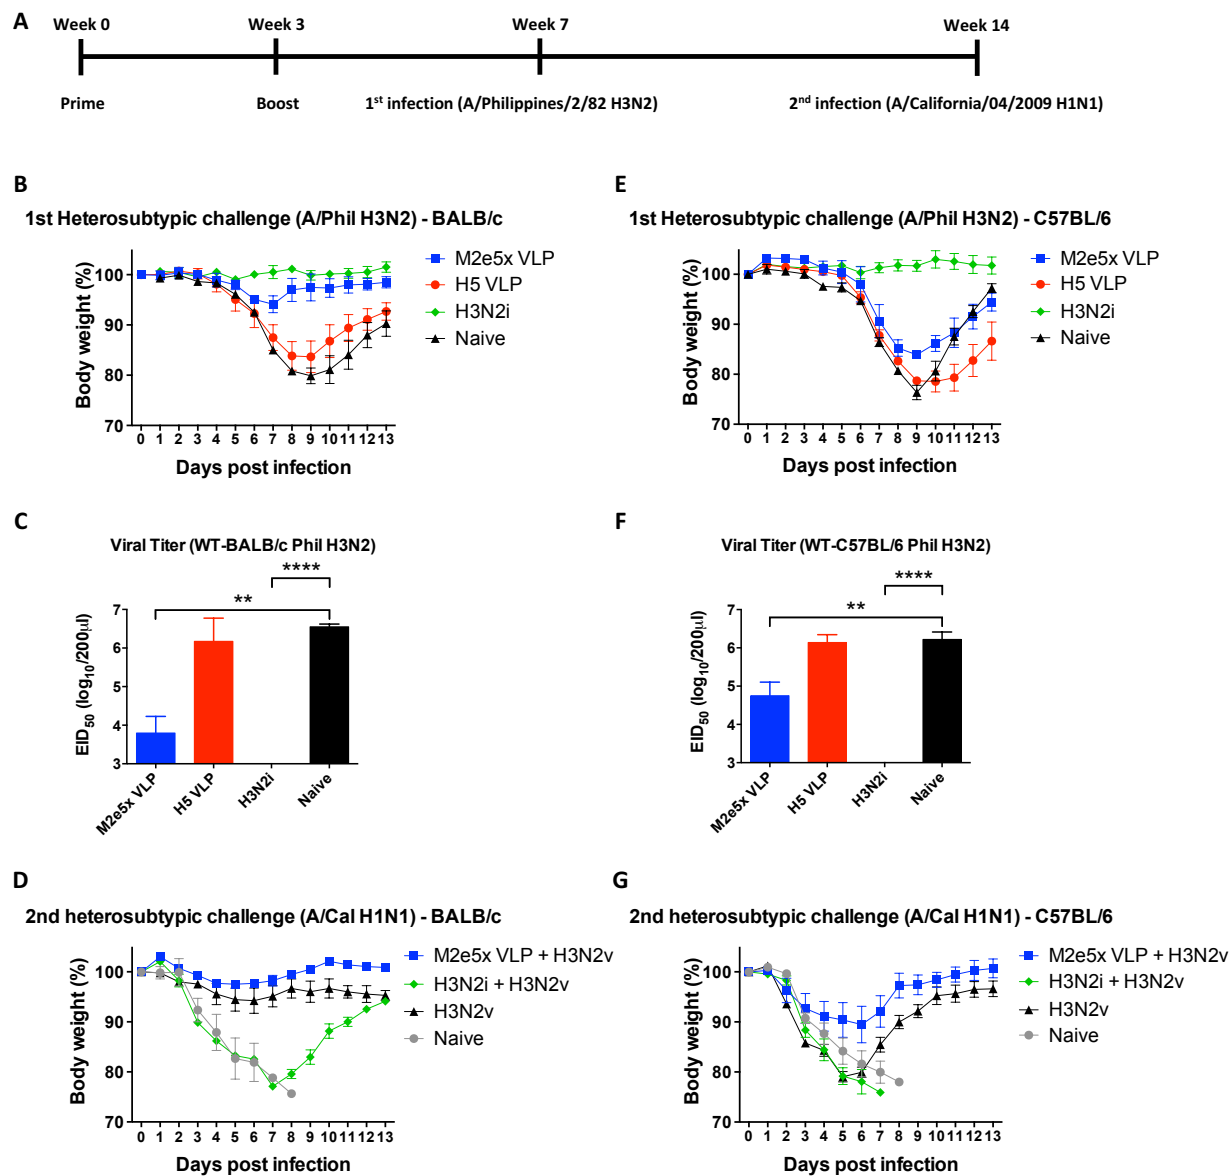 A
Week 0
Week 3
Week 7
Week 14
Prime
Boost
1st infection (A/Philippines/2/82 H3N2)
2nd infection (A/California/04/2009 H1N1)
B
1st Heterosubtypic challenge (A/Phil H3N2) - BALB/c
Body weight (%)
100
90
80
70
0 1 2 3 4 5 6 7 8 9 10 11 12 13
Days post infection
M2e5x VLP
H5 VLP
H3N2i
Naive
E
1st Heterosubtypic challenge (A/Phil H3N2) - C57BL/6
Body weight (%)
100
90
80
70
0 1 2 3 4 5 6 7 8 9 10 11 12 13
Days post infection
M2e5x VLP
H5 VLP
H3N2i
Naive
C
Viral Titer (WT-BALB/c Phil H3N2)
****
**
EID50 (log10/200µl)
7
6
5
4
3
M2e5x VLP
H5 VLP
H3N2i
Naive
F
Viral Titer (WT-C57BL/6 Phil H3N2)
****
**
EID50 (log10/200µl)
7
6
5
4
3
M2e5x VLP
H5 VLP
H3N2i
Naive
D
2nd heterosubtypic challenge (A/Cal H1N1) - BALB/c
Body weight (%)
100
90
80
70
0 1 2 3 4 5 6 7 8 9 10 11 12 13
Days post infection
M2e5x VLP + H3N2v
H3N2i + H3N2v
H3N2v
Naive
G
2nd heterosubtypic challenge (A/Cal H1N1) - C57BL/6
Body weight (%)
100
90
80
70
0 1 2 3 4 5 6 7 8 9 10 11 12 13
Days post infection
M2e5x VLP + H3N2v
H3N2i + H3N2v
H3N2v
Naive